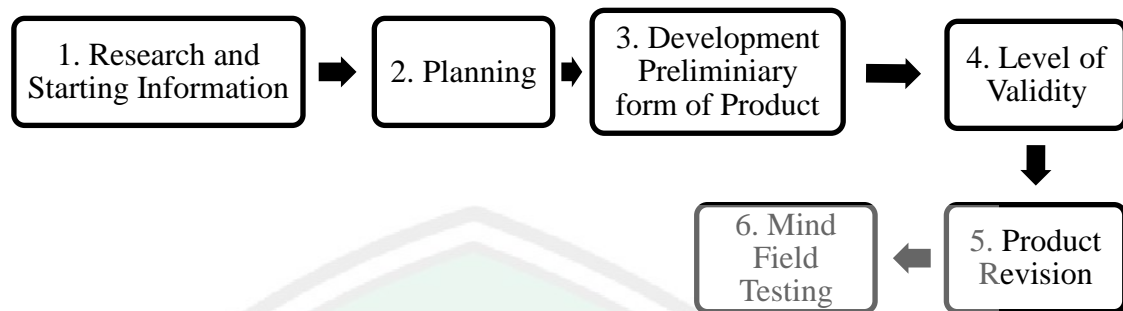 1. Research and
Starting Information
2. Planning
3. Development
Preliminiary
form of Product
4. Level of
Validity
5. Product
Revision
6. Mind
Field
Testing